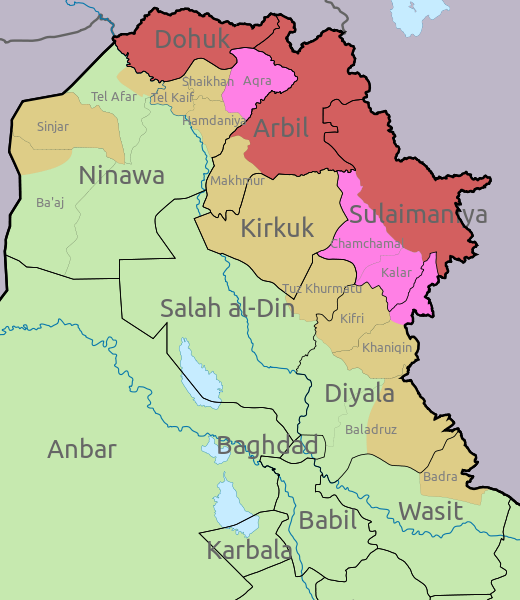 Dohuk
Shaikhan
Aqra
Tel Afar
Tel Kaif
Hamdaniya
Sinjar
Arbil
Ninawa
Makhmur
Ba'aj
Sulaimaniya
Kirkuk
Chamchamal
Kalar
Tuz Khurmatu
Salah al-Din
Kifri
Khaniqin
Diyala
Baladruz
Anbar
Baghdad
Badra
Wasit
Babil
Karbala